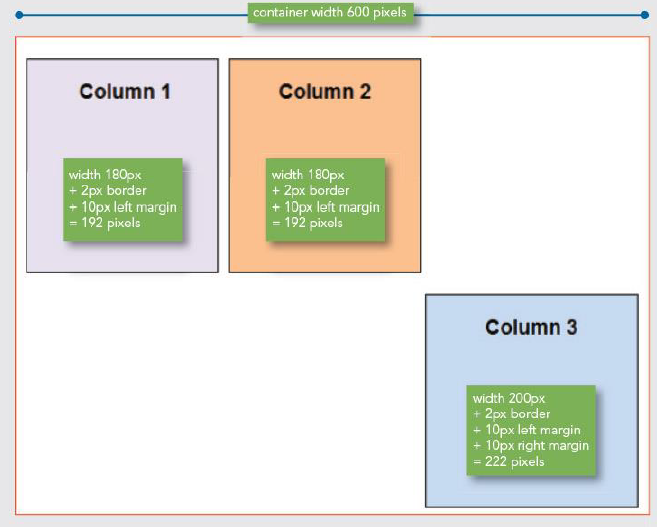 container width 600 pixels
Column 1
Column 2
width 180px
+ 2px border
+ 10px left margin
= 192 pixels
width 180px
+ 2px border
+ 10px left margin
= 192 pixels
Column 3
width 200px
+ 2px border
+ 10px left margin
+ 10px right margin
= 222 pixels